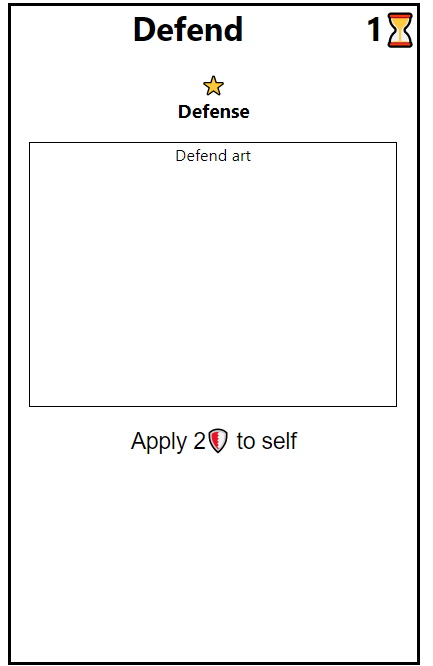 Defend 1⏳
⭐
Defense
Defend art
Apply 2🛡 to self